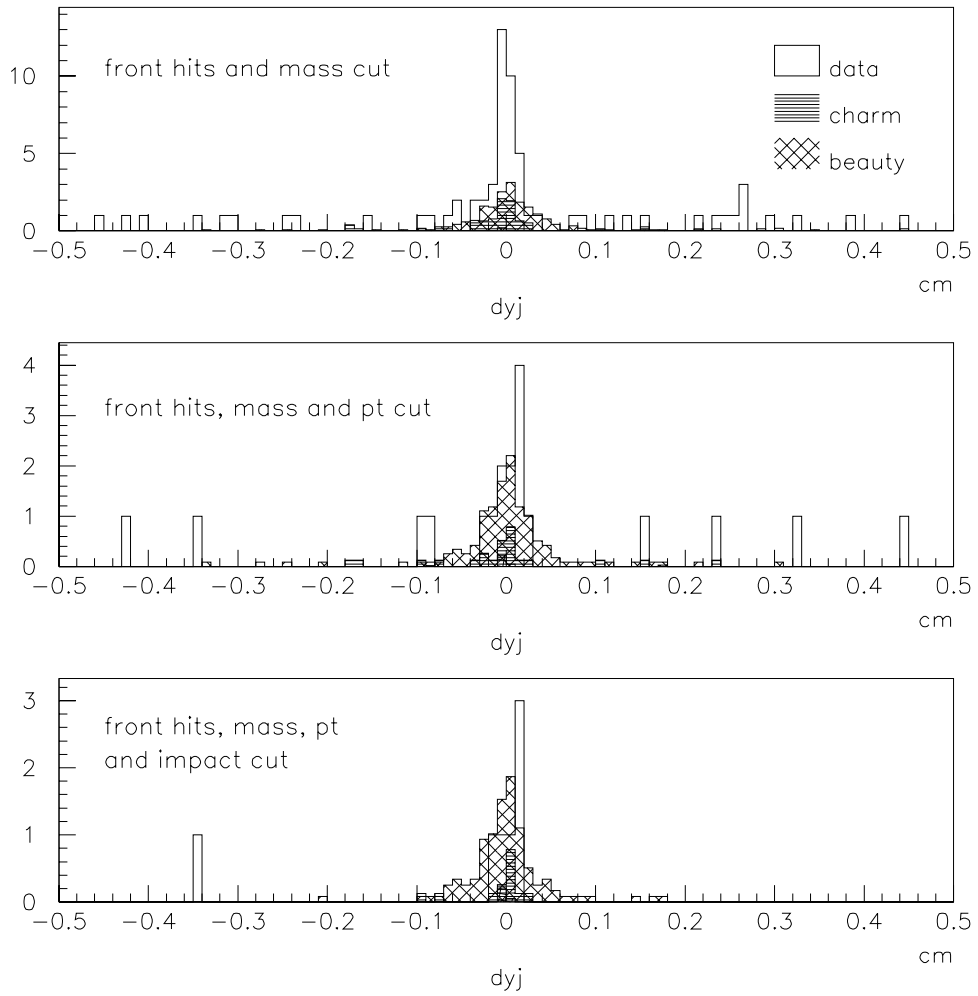 front hits and mass cut
data
charm
beauty
10
5
0
−0.5 −0.4 −0.3 −0.2 −0.1 0 0.1 0.2 0.3 0.4 0.5
cm
dyj
front hits, mass and pt cut
4
3
2
1
0
−0.5 −0.4 −0.3 −0.2 −0.1 0 0.1 0.2 0.3 0.4 0.5
cm
dyj
front hits, mass, pt
and impact cut
3
2
1
0
−0.5 −0.4 −0.3 −0.2 −0.1 0 0.1 0.2 0.3 0.4 0.5
cm
dyj